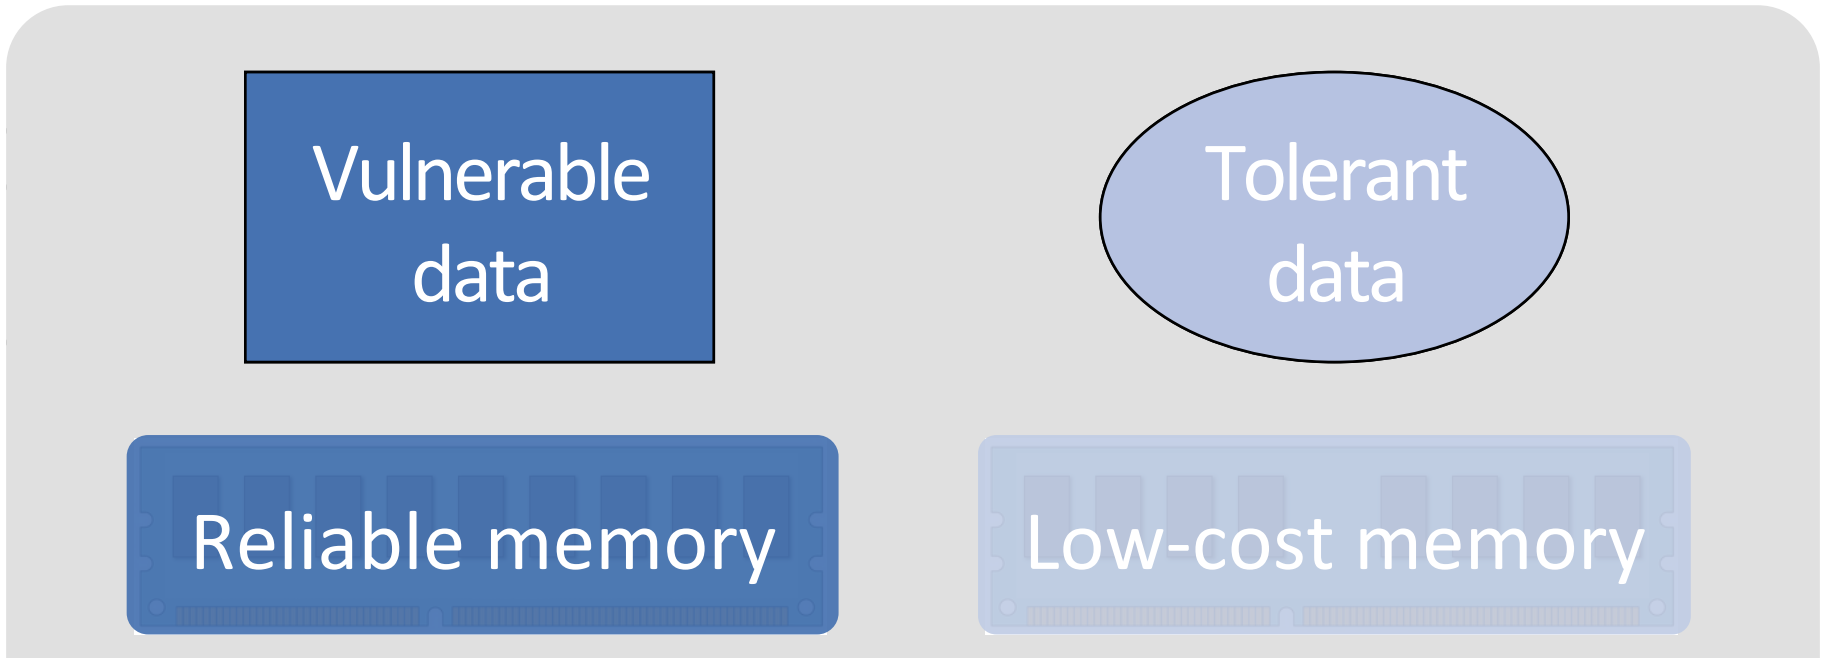 Vulnerable
data
Tolerant
data
Reliable memory
Low-cost memory